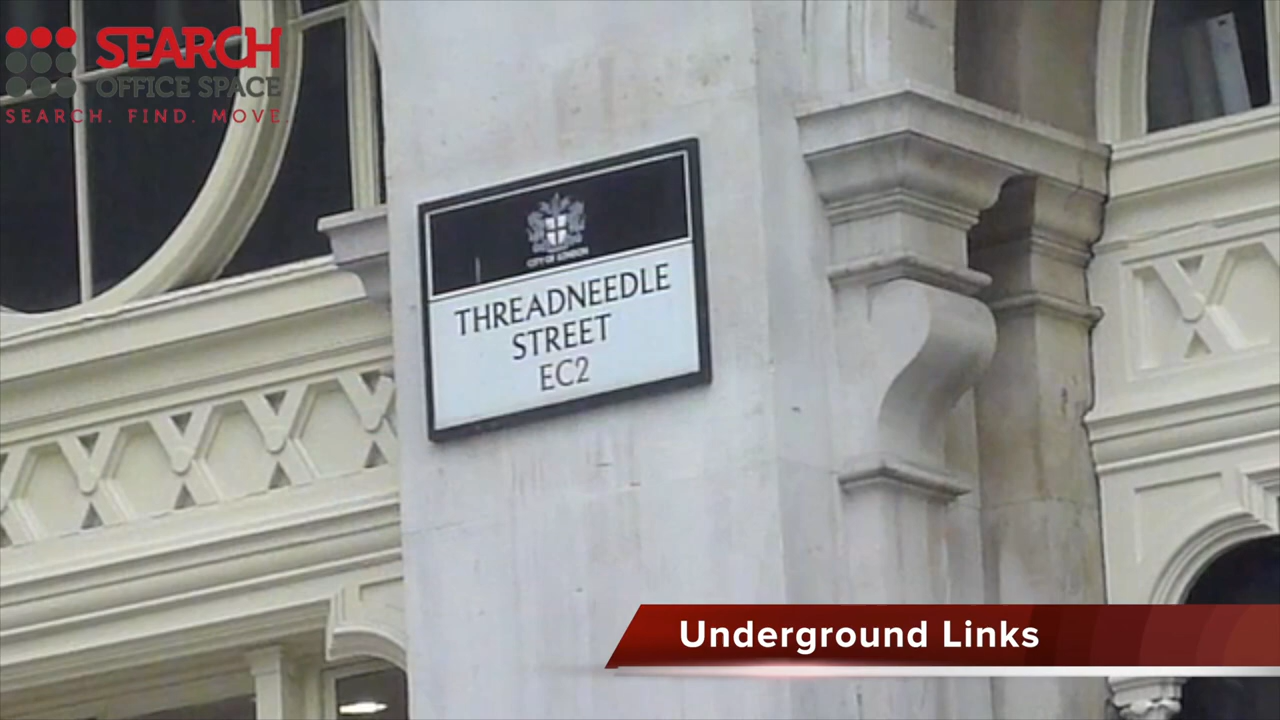 SEARCH
OFFICE SPACE
SEARCH. FIND. MOVE.
CITY OF LONDON
THREADNEEDLE
STREET
EC2
Underground Links